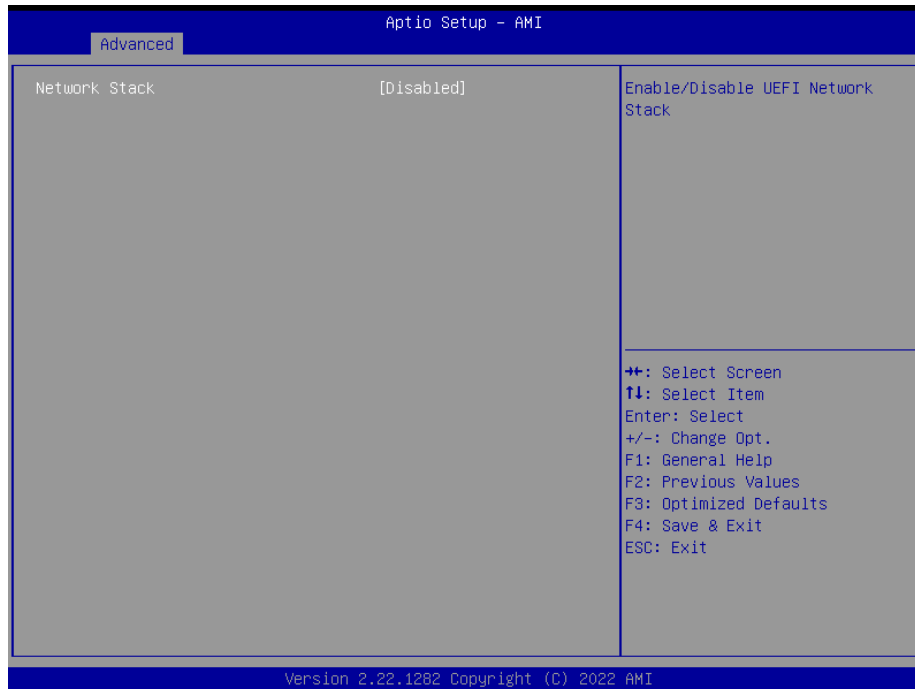 Aptio Setup – AMI
Advanced
Network Stack [Disabled]
Enable/Disable UEFI Network
Stack
→←: Select Screen
↑↓: Select Item
Enter: Select
+/-: Change Opt.
F1: General Help
F2: Previous Values
F3: Optimized Defaults
F4: Save & Exit
ESC: Exit
Version 2.22.1282 Copyright (C) 2022 AMI